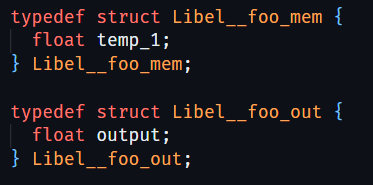 typedef struct Libel__foo_mem {
  float temp_1;
} Libel__foo_mem;

typedef struct Libel__foo_out {
  float output;
} Libel__foo_out;